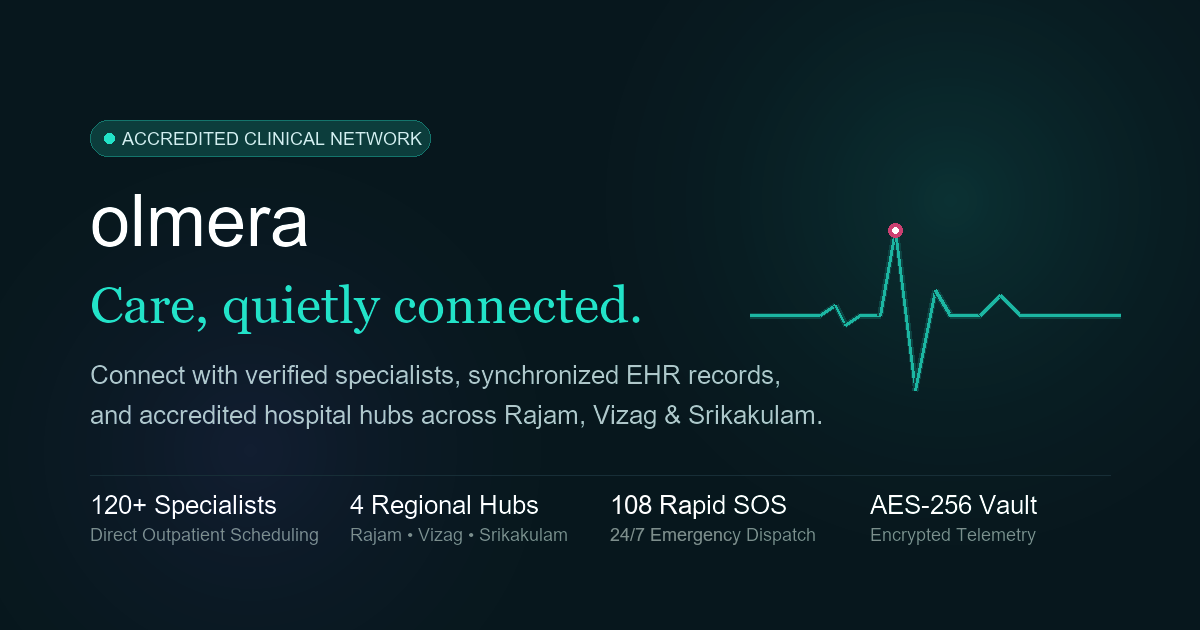 ACCREDITED CLINICAL NETWORK
olmera
Care, quietly connected.
Connect with verified specialists, synchronized EHR records,
and accredited hospital hubs across Rajam, Vizag & Srikakulam.
120+ Specialists
Direct Outpatient Scheduling
4 Regional Hubs
Rajam • Vizag • Srikakulam
108 Rapid SOS
24/7 Emergency Dispatch
AES-256 Vault
Encrypted Telemetry